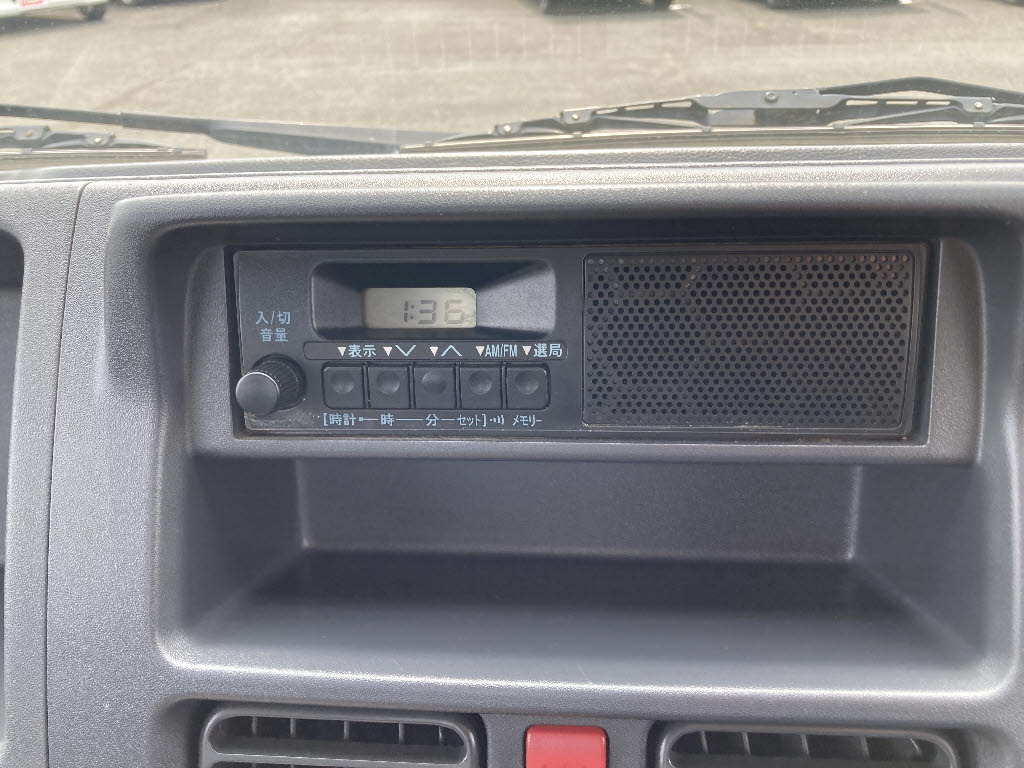 入/切
音量
1:36
▼表示 ▼∨ ▼∧ ▼AM/FM ▼選局
[時計━時──分─セット]·))) メモリー